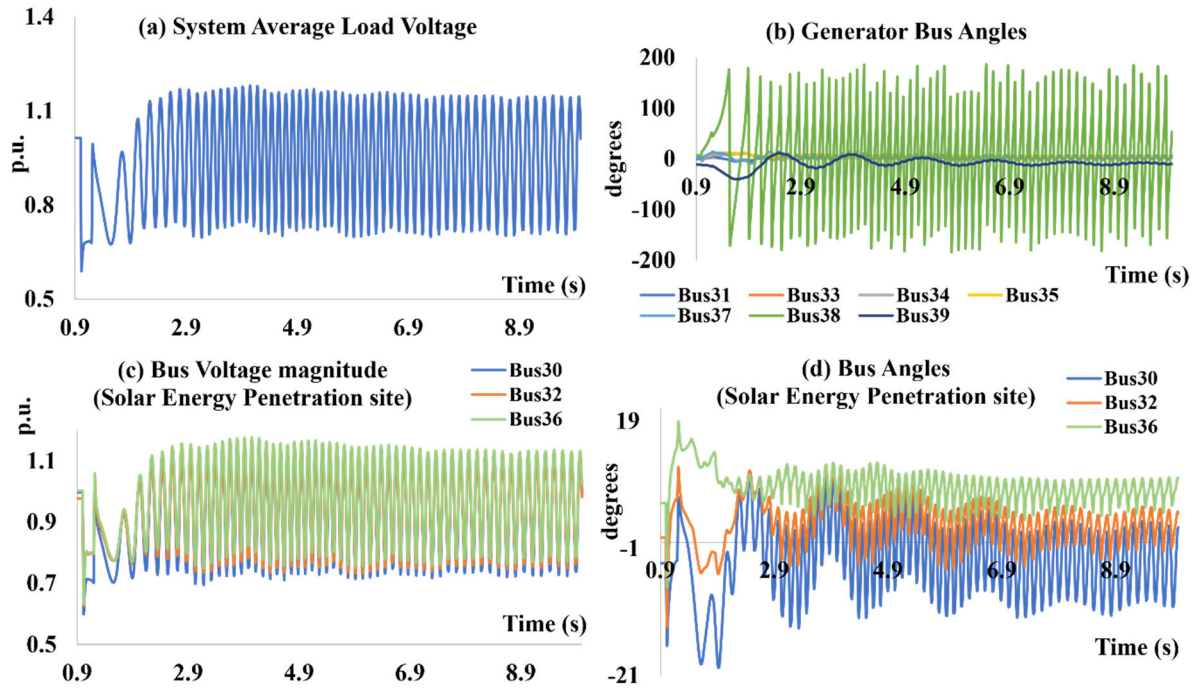 (a) System Average Load Voltage
p.u.
1.4
1.1
0.8
0.5
Time (s)
0.9 2.9 4.9 6.9 8.9
(b) Generator Bus Angles
degrees
200
100
0
-100
-200
0.9 2.9 4.9 6.9 8.9
Time (s)
Bus31 Bus33 Bus34 Bus35
Bus37 Bus38 Bus39
(c) Bus Voltage magnitude
(Solar Energy Penetration site)
Bus30
Bus32
Bus36
p.u.
1.1
0.9
0.7
0.5
Time (s)
0.9 2.9 4.9 6.9 8.9
(d) Bus Angles
(Solar Energy Penetration site)
Bus30
Bus32
Bus36
degrees
19
-1
-21
0.9 2.9 4.9 6.9 8.9
Time (s)